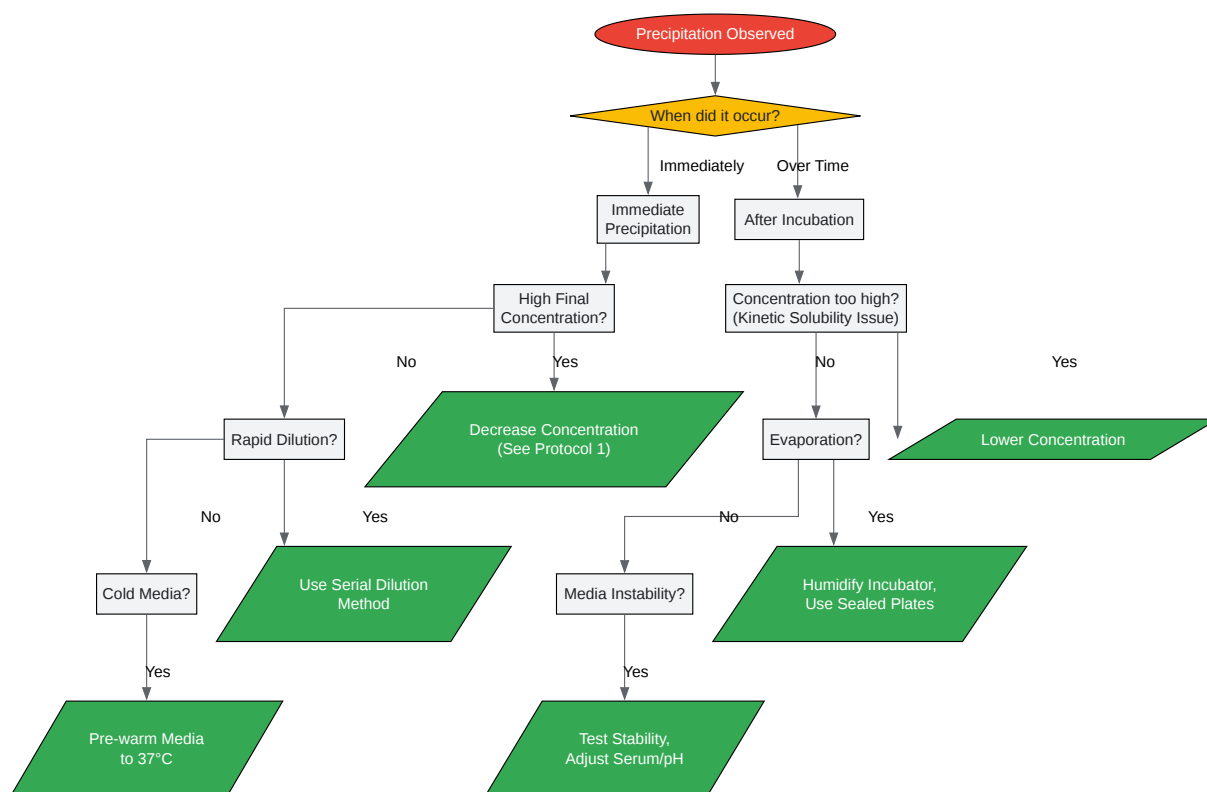 Precipitation Observed
When did it occur?
Immediately
Over Time
Immediate
Precipitation
After Incubation
High Final
Concentration?
Concentration too high?
(Kinetic Solubility Issue)
No
Yes
No
Yes
Rapid Dilution?
Decrease Concentration
(See Protocol 1)
Evaporation?
Lower Concentration
No
Yes
No
Yes
Cold Media?
Use Serial Dilution
Method
Media Instability?
Humidify Incubator,
Use Sealed Plates
Yes
Yes
Pre-warm Media
to 37°C
Test Stability,
Adjust Serum/pH